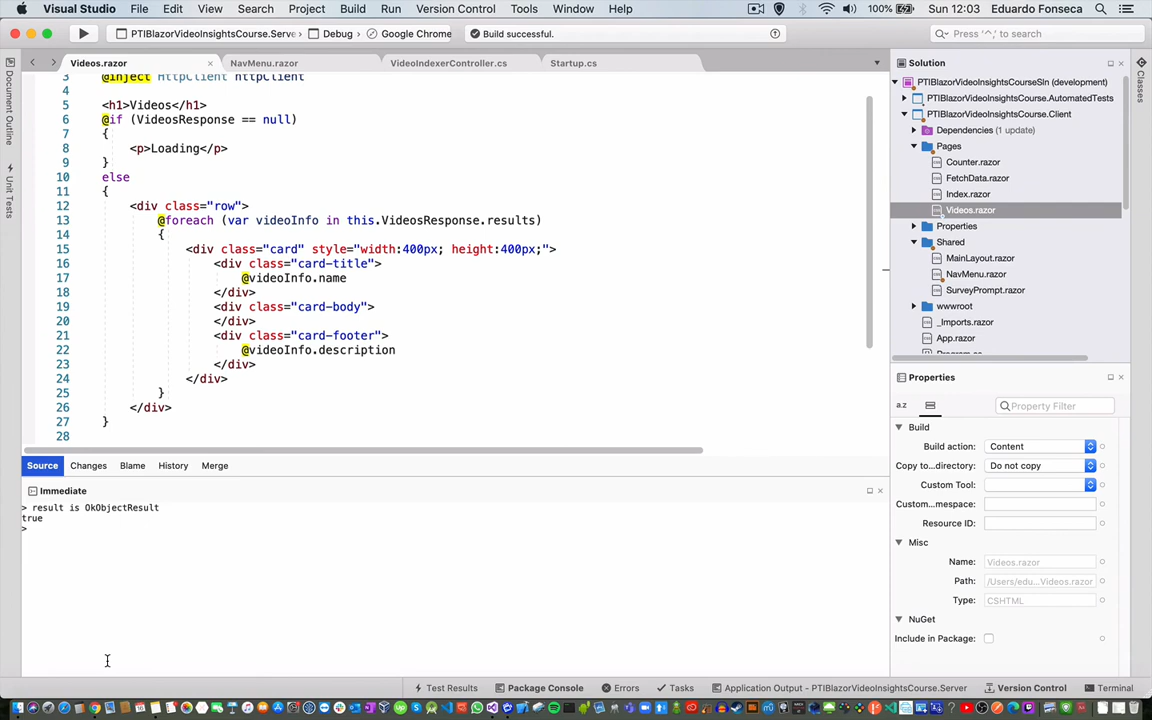 Visual Studio File Edit View Search Project Build Run Version Control Tools Window Help 100% Sun 12:03 Eduardo Fonseca
PTIBlazorVideoInsightsCourse.Serve › Debug › Google Chrome Build successful. Press '^,' to search
Videos.razor NavMenu.razor VideoIndexerController.cs Startup.cs
Document Outline
Unit Tests
3 @inject HttpClient httpClient
4
5 <h1>Videos</h1>
6 @if (VideosResponse == null)
7 {
8 <p>Loading</p>
9 }
10 else
11 {
12 <div class="row">
13 @foreach (var videoInfo in this.VideosResponse.results)
14 {
15 <div class="card" style="width:400px; height:400px;">
16 <div class="card-title">
17 @videoInfo.name
18 </div>
19 <div class="card-body">
20 </div>
21 <div class="card-footer">
22 @videoInfo.description
23 </div>
24 </div>
25 }
26 </div>
27 }
28
Source Changes Blame History Merge
Immediate
> result is OkObjectResult
true
>
Solution
PTIBlazorVideoInsightsCourseSln (development)
PTIBlazorVideoInsightsCourse.AutomatedTests
PTIBlazorVideoInsightsCourse.Client
Dependencies (1 update)
Pages
Counter.razor
FetchData.razor
Index.razor
Videos.razor
Properties
Shared
MainLayout.razor
NavMenu.razor
SurveyPrompt.razor
wwwroot
_Imports.razor
App.razor
Classes
Properties
a.z Property Filter
Build
Build action: Content
Copy to...directory: Do not copy
Custom Tool:
Custom...mespace:
Resource ID:
Misc
Name: Videos.razor
Path: /Users/edu...Videos.razor
Type: CSHTML
NuGet
Include in Package:
Test Results Package Console Errors Tasks Application Output - PTIBlazorVideoInsightsCourse.Server Version Control Terminal